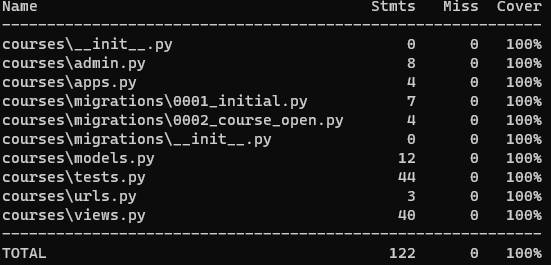 Name                                    Stmts   Miss  Cover
-----------------------------------------------------------
courses\__init__.py                         0      0   100%
courses\admin.py                            8      0   100%
courses\apps.py                             4      0   100%
courses\migrations\0001_initial.py          7      0   100%
courses\migrations\0002_course_open.py      4      0   100%
courses\migrations\__init__.py              0      0   100%
courses\models.py                          12      0   100%
courses\tests.py                           44      0   100%
courses\urls.py                             3      0   100%
courses\views.py                           40      0   100%
-----------------------------------------------------------
TOTAL                                     122      0   100%